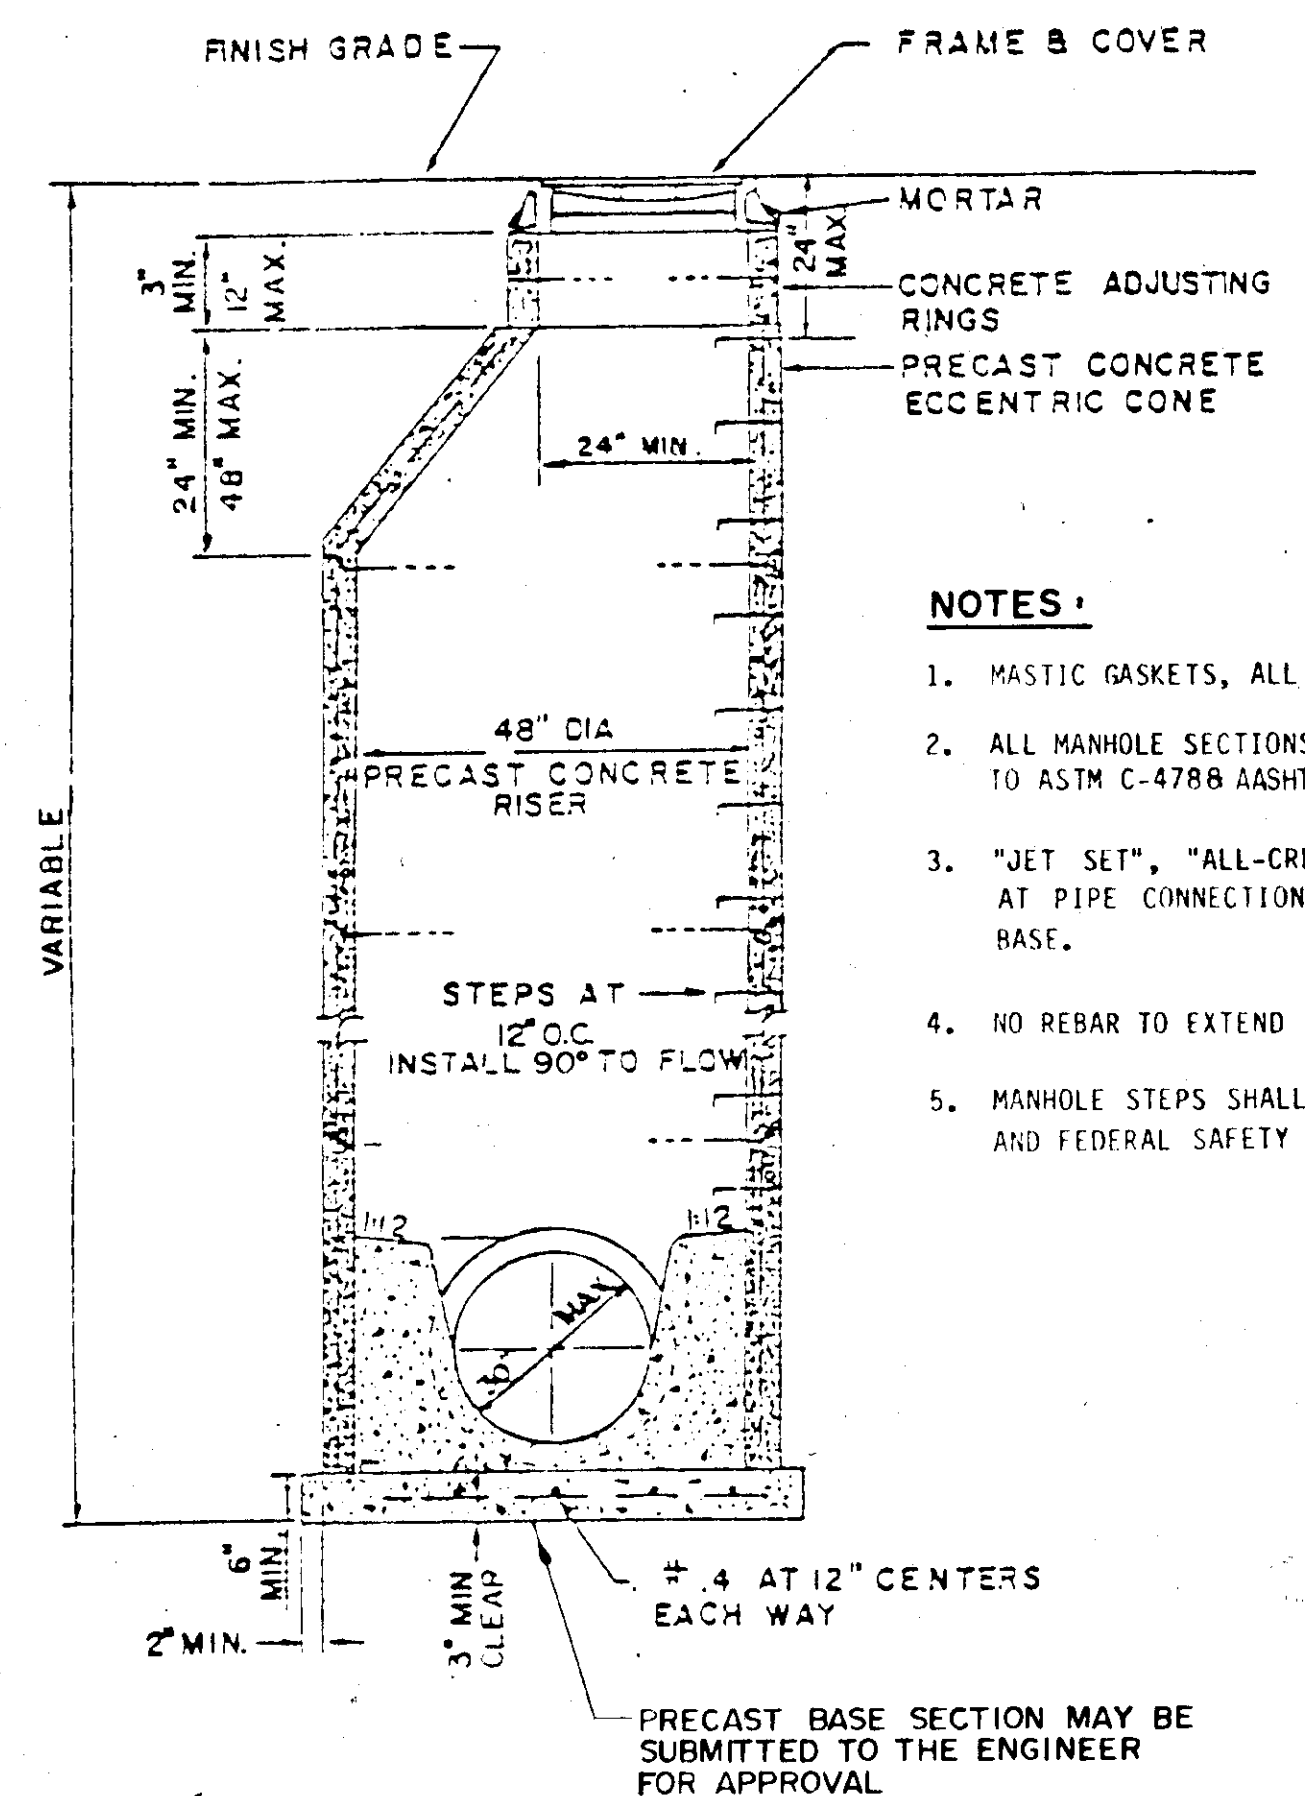 FINISH GRADE
FRAME & COVER
MORTAR
24" MAX.
3" MIN.
12" MAX.
CONCRETE ADJUSTING
RINGS
PRECAST CONCRETE
ECCENTRIC CONE
24" MIN.
48" MAX.
24" MIN.
NOTES:
1. MASTIC GASKETS, ALL
48" DIA
PRECAST CONCRETE
RISER
2. ALL MANHOLE SECTIONS
TO ASTM C-478& AASHT
VARIABLE
3. "JET SET", "ALL-CR
AT PIPE CONNECTION
BASE.
STEPS AT
12" O.C.
INSTALL 90° TO FLOW
4. NO REBAR TO EXTEND
5. MANHOLE STEPS SHALL
AND FEDERAL SAFETY
1:12
1:12
MAX
6" MIN.
2" MIN.
3" MIN
CLEAR
# 4 AT 12" CENTERS
EACH WAY
PRECAST BASE SECTION MAY BE
SUBMITTED TO THE ENGINEER
FOR APPROVAL